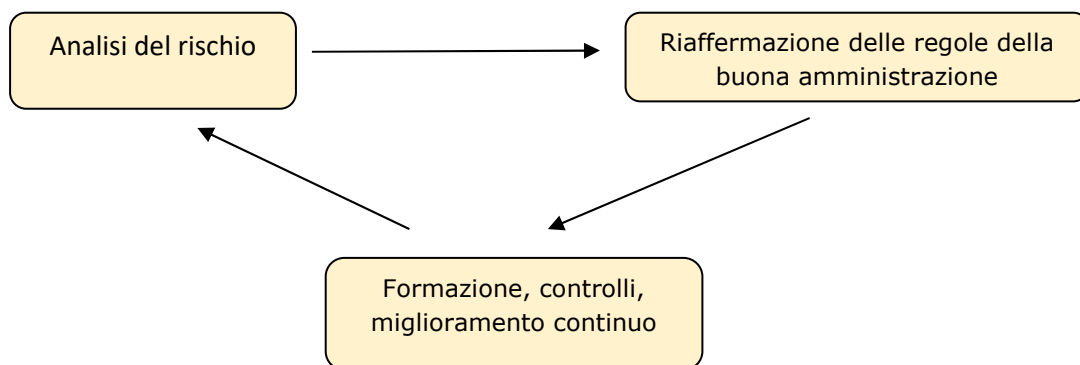 Analisi del rischio
Riaffermazione delle regole della
buona amministrazione
Formazione, controlli,
miglioramento continuo